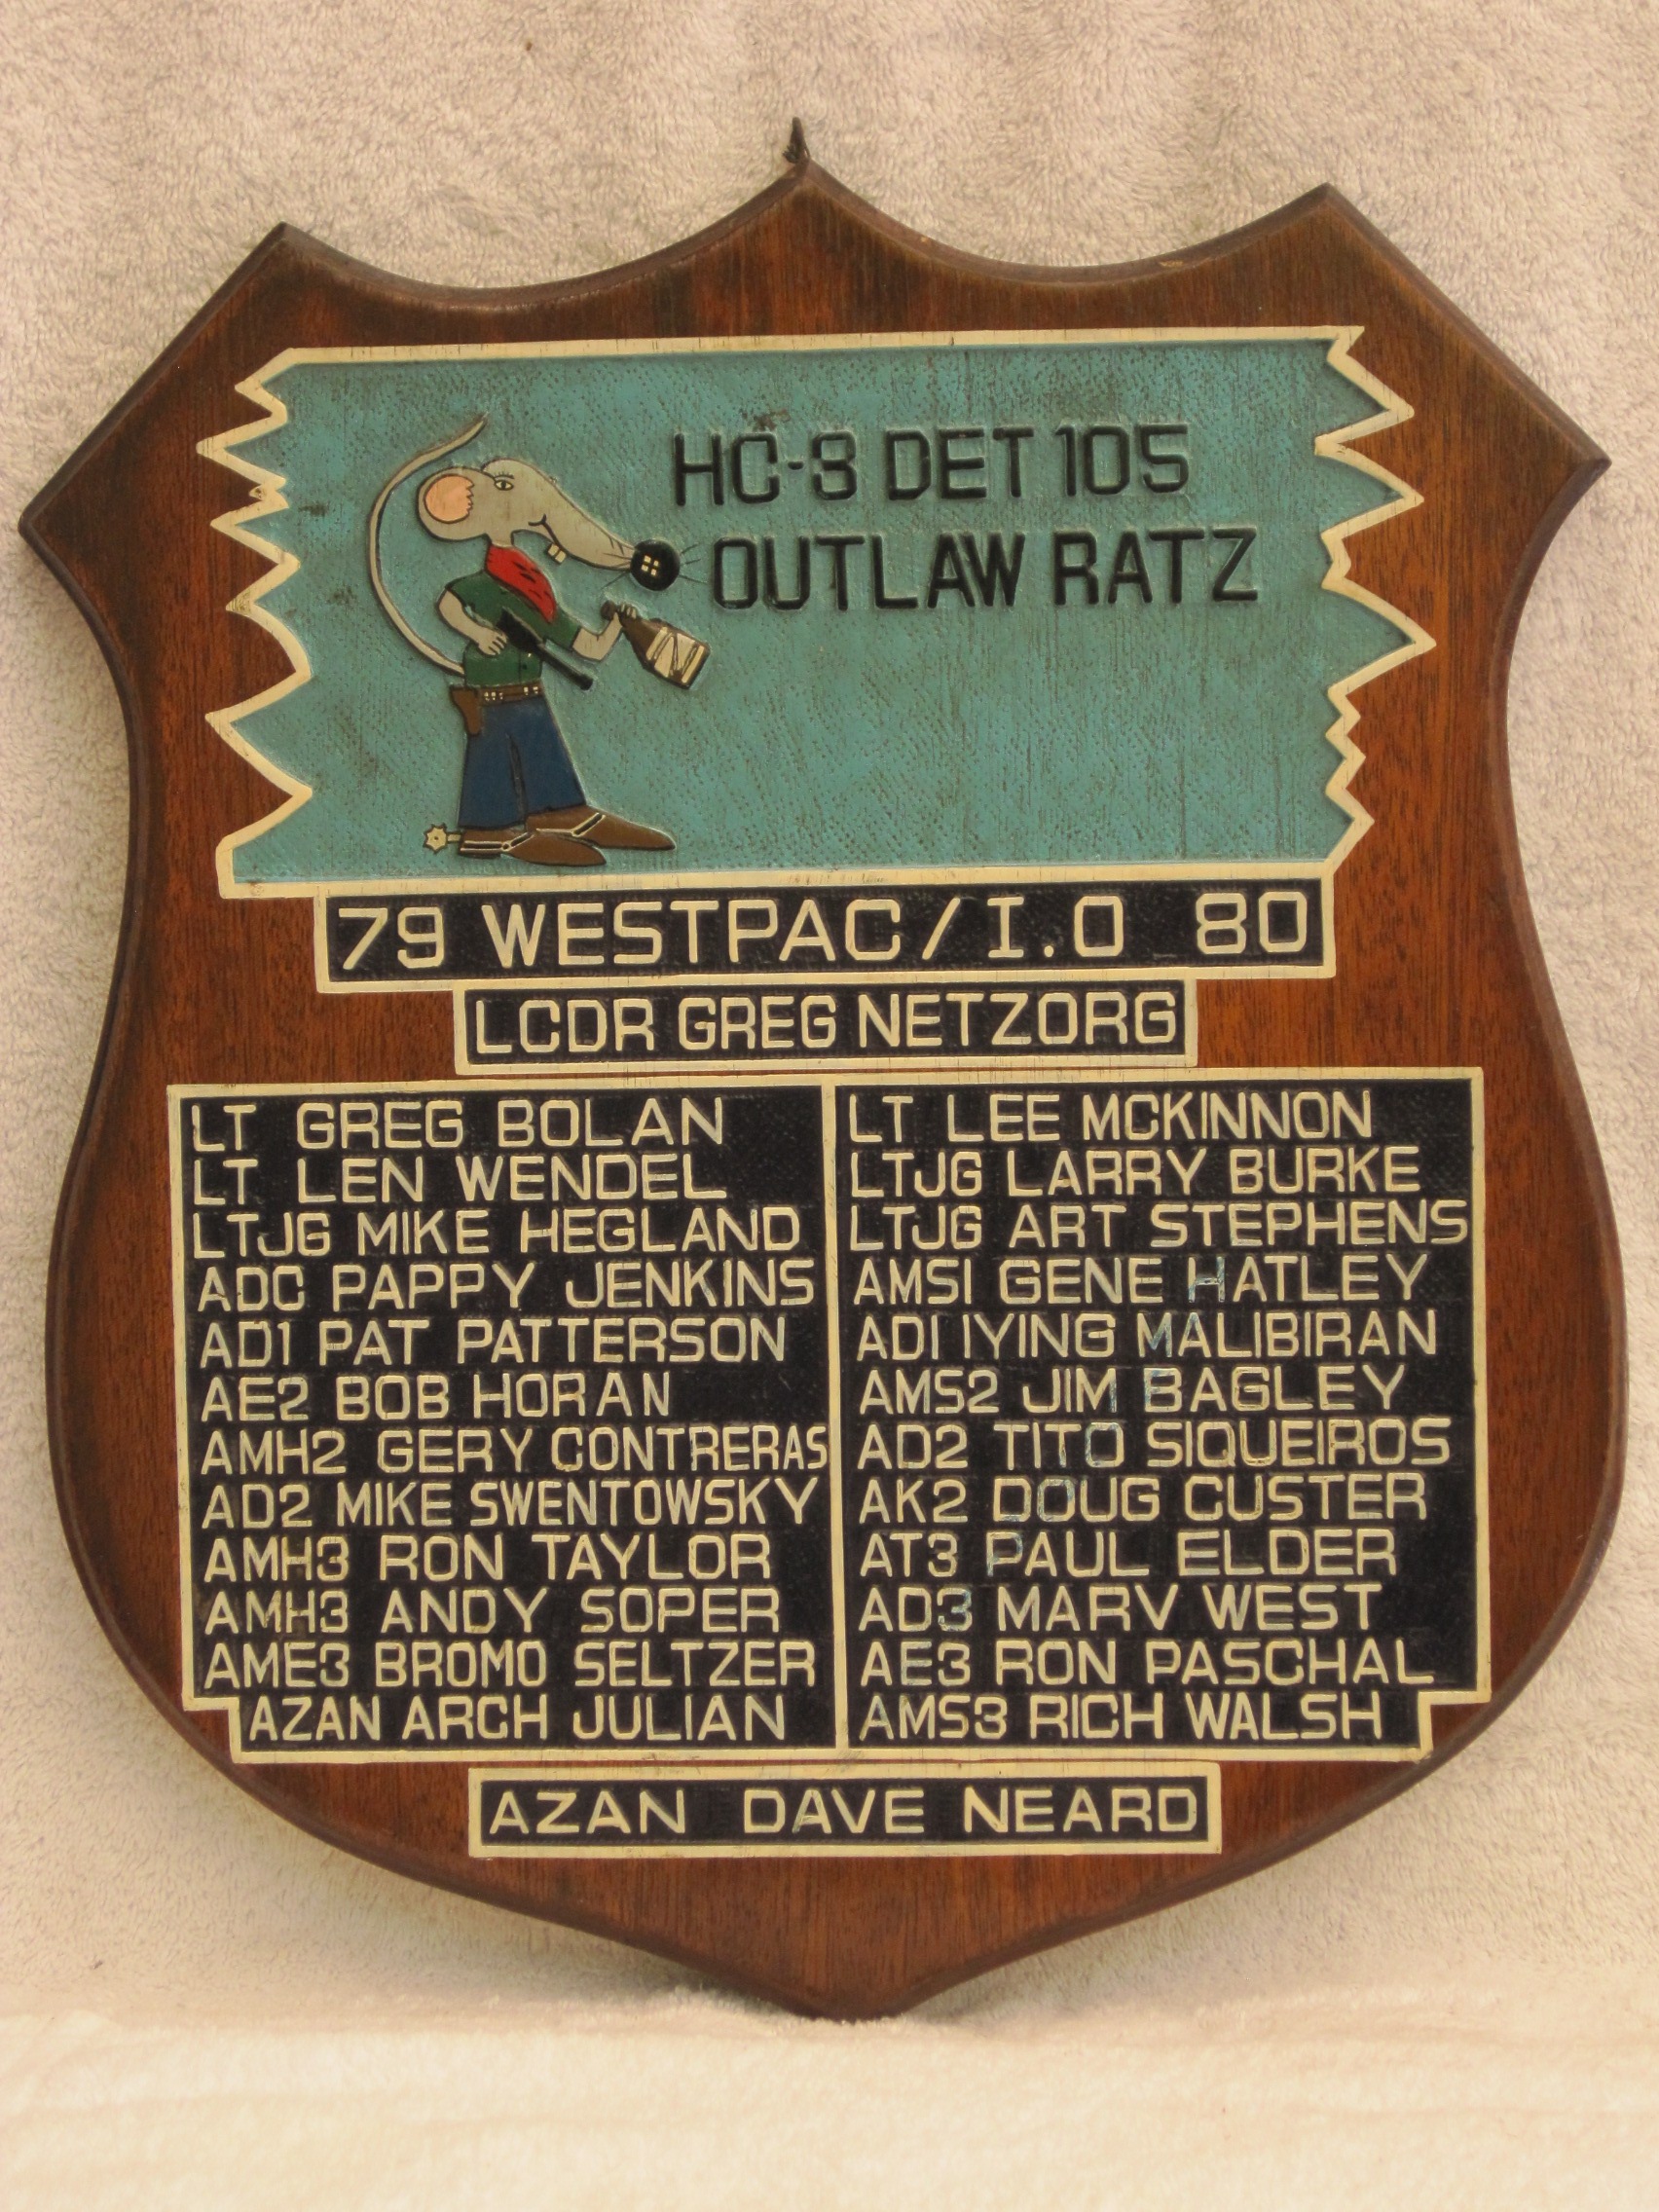 HC-3 DET 105
OUTLAW RATZ
79 WESTPAC/I.O 80
LCDR GREG NETZORG
LT GREG BOLAN
LT LEN WENDEL
LTJG MIKE HEGLAND
ADC PAPPY JENKINS
AD1 PAT PATTERSON
AE2 BOB HORAN
AMH2 GERY CONTRERAS
AD2 MIKE SWENTOWSKY
AMH3 RON TAYLOR
AMH3 ANDY SOPER
AME3 BROMO SELTZER
AZAN ARCH JULIAN
LT LEE MCKINNON
LTJG LARRY BURKE
LTJG ART STEPHENS
AMS1 GENE HATLEY
AD1 IYING MALIBIRAN
AMS2 JIM BAGLEY
AD2 TITO SIQUEIROS
AK2 DOUG CUSTER
AT3 PAUL ELDER
AD3 MARV WEST
AE3 RON PASCHAL
AMS3 RICH WALSH
AZAN DAVE NEARD